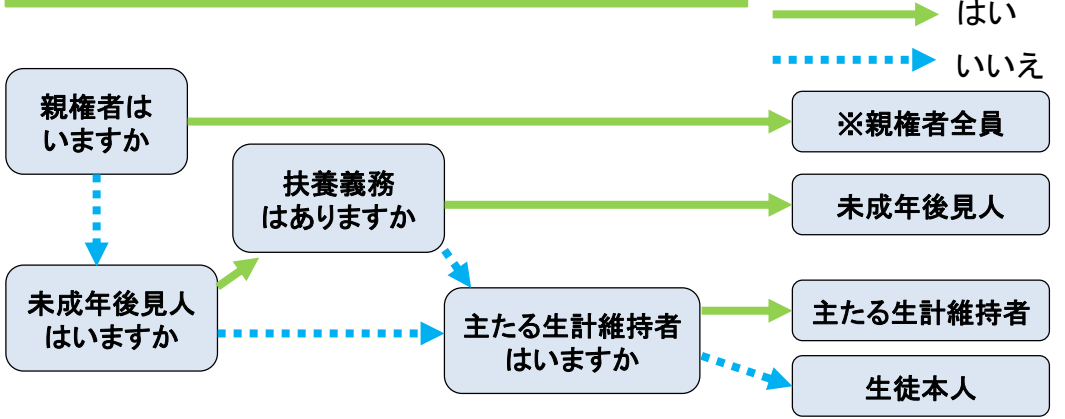 はい
いいえ
親権者は
いますか
※親権者全員
扶養義務
はありますか
未成年後見人
未成年後見人
はいますか
主たる生計維持者
はいますか
主たる生計維持者
生徒本人